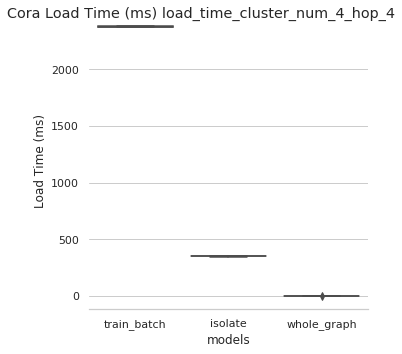 Cora Load Time (ms) load_time_cluster_num_4_hop_4
Load Time (ms)
2000
1500
1000
500
0
train_batch isolate whole_graph
models